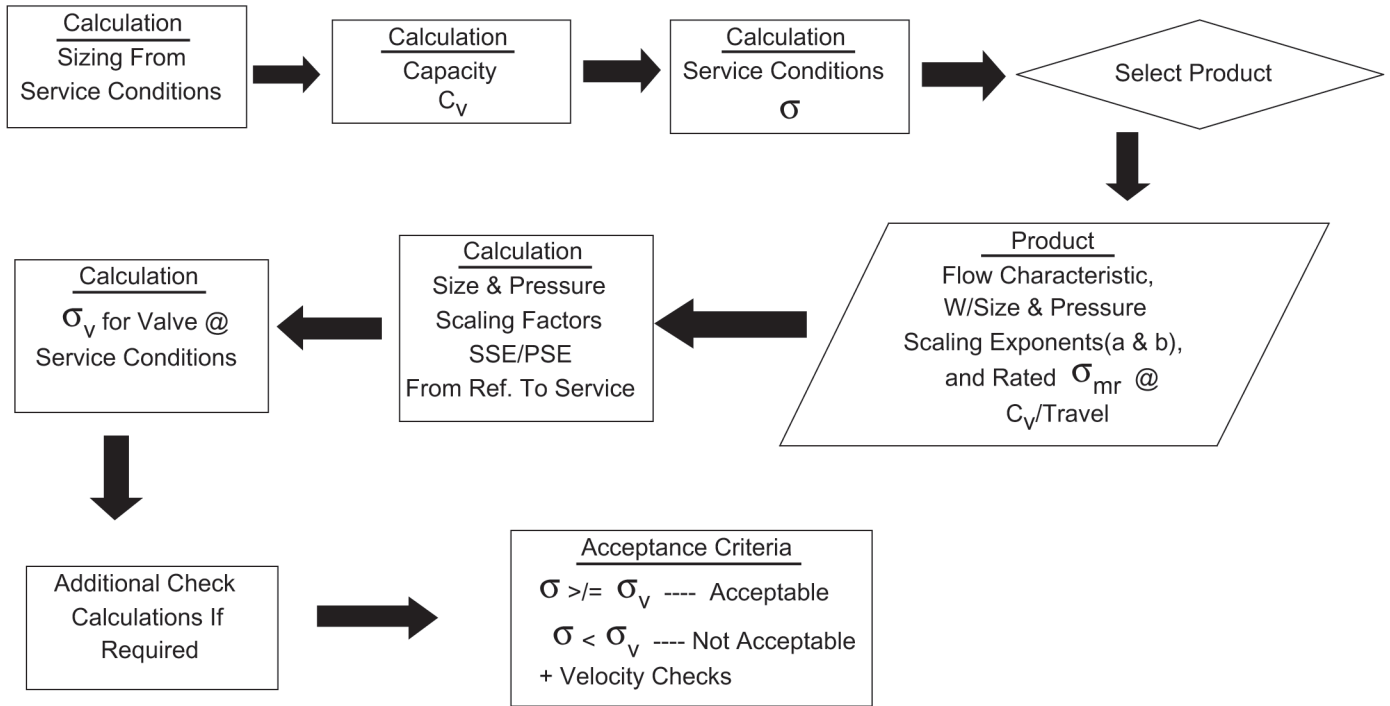 Calculation
Sizing From
Service Conditions
Calculation
Capacity
Cv
Calculation
Service Conditions
σ
Select Product
Product
Flow Characteristic,
W/Size & Pressure
Scaling Exponents(a & b),
and Rated σmr @
Cv/Travel
Calculation
Size & Pressure
Scaling Factors
SSE/PSE
From Ref. To Service
Calculation
σv for Valve @
Service Conditions
Additional Check
Calculations If
Required
Acceptance Criteria
σ >/= σv ---- Acceptable
σ < σv ---- Not Acceptable
+ Velocity Checks